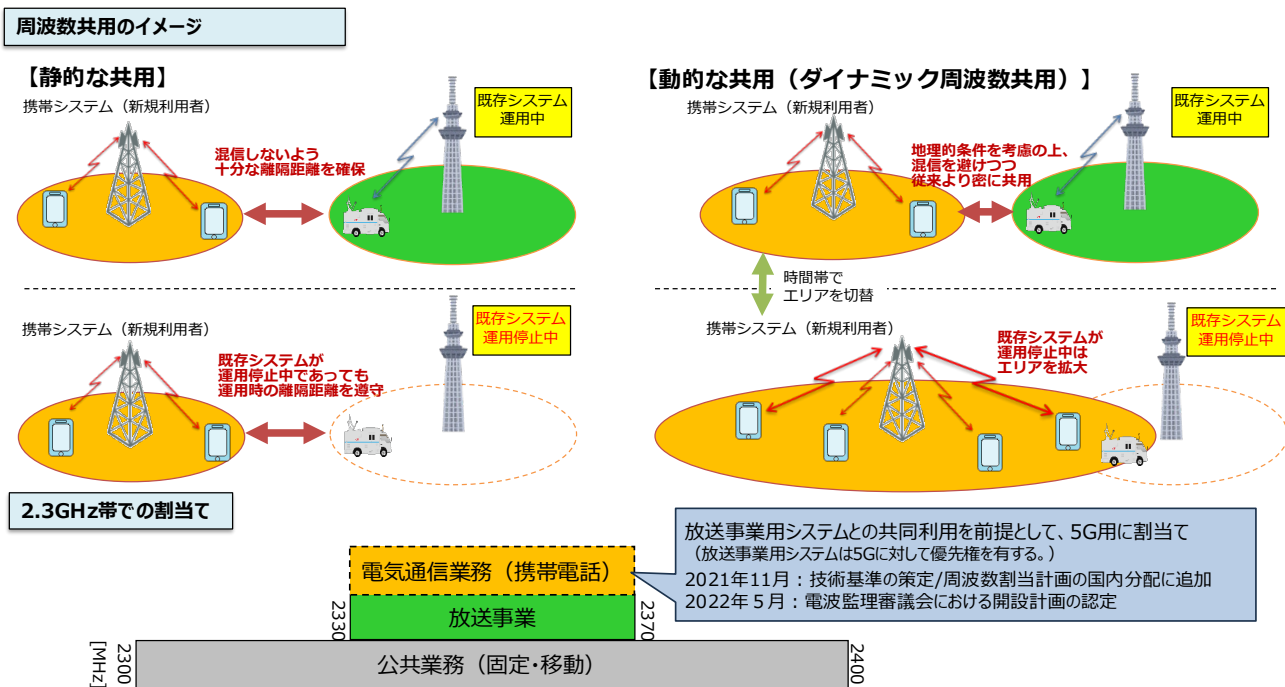 周波数共用のイメージ
【静的な共用】
携帯システム（新規利用者）
既存システム
運用中
混信しないよう
十分な離隔距離を確保
携帯システム（新規利用者）
既存システム
運用停止中
既存システムが
運用停止中であっても
運用時の離隔距離を遵守
【動的な共用（ダイナミック周波数共用）】
携帯システム（新規利用者）
既存システム
運用中
地理的条件を考慮の上、
混信を避けつつ
従来より密に共用
時間帯で
エリアを切替
携帯システム（新規利用者）
既存システムが
運用停止中は
エリアを拡大
既存システム
運用停止中
2.3GHz帯での割当て
放送事業用システムとの共同利用を前提として、5G用に割当て
（放送事業用システムは5Gに対して優先権を有する。）
2021年11月：技術基準の策定/周波数割当計画の国内分配に追加
2022年５月：電波監理審議会における開設計画の認定
電気通信業務（携帯電話）
2330
放送事業
2370
[MHz]
2300
公共業務（固定・移動）
2400